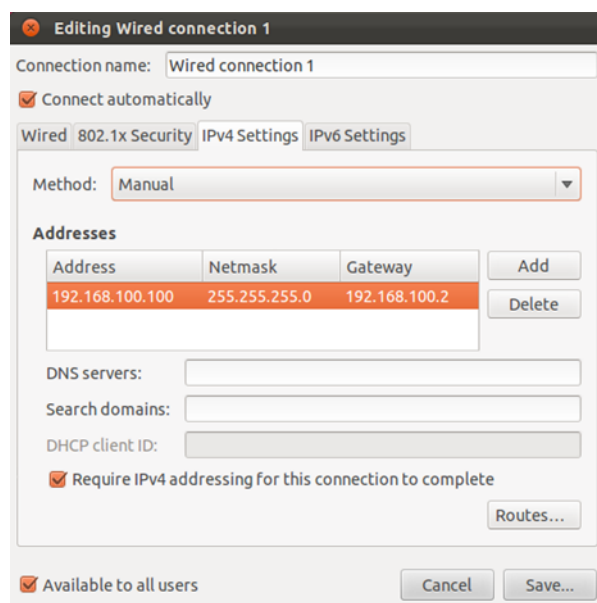 Editing Wired connection 1
Connection name: Wired connection 1
Connect automatically
Wired 802.1x Security IPv4 Settings IPv6 Settings
Method: Manual
Addresses
Address Netmask Gateway Add
192.168.100.100 255.255.255.0 192.168.100.2 Delete
DNS servers:
Search domains:
DHCP client ID:
Require IPv4 addressing for this connection to complete
Routes...
Available to all users Cancel Save...